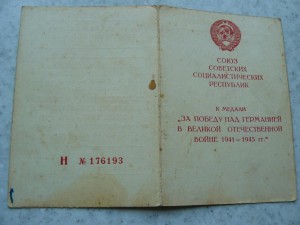 СОЮЗ
СОВЕТСКИХ
СОЦИАЛИСТИЧЕСКИХ
РЕСПУБЛИК
К МЕДАЛИ
„ЗА ПОБЕДУ НАД ГЕРМАНИЕЙ
В ВЕЛИКОЙ ОТЕЧЕСТВЕННОЙ
ВОЙНЕ 1941—1945 гг."
Н № 176193